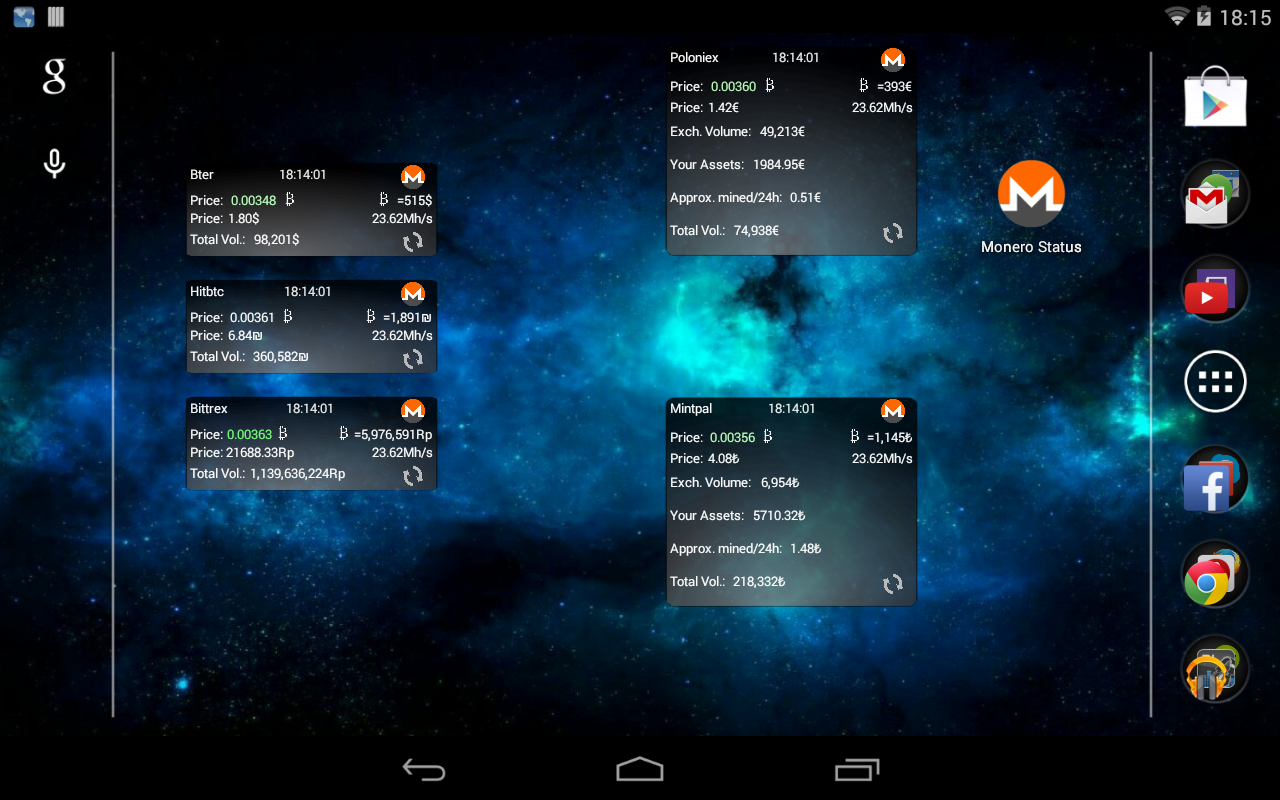 18:15
g
Bter 18:14:01
Price: 0.00348 Ƀ Ƀ =515$
Price: 1.80$ 23.62Mh/s
Total Vol.: 98,201$
Hitbtc 18:14:01
Price: 0.00361 Ƀ Ƀ =1,891₪
Price: 6.84₪ 23.62Mh/s
Total Vol.: 360,582₪
Bittrex 18:14:01
Price: 0.00363 Ƀ Ƀ =5,976,591Rp
Price: 21688.33Rp 23.62Mh/s
Total Vol.: 1,139,636,224Rp
Poloniex 18:14:01
Price: 0.00360 Ƀ Ƀ =393€
Price: 1.42€ 23.62Mh/s
Exch. Volume: 49,213€
Your Assets: 1984.95€
Approx. mined/24h: 0.51€
Total Vol.: 74,938€
Mintpal 18:14:01
Price: 0.00356 Ƀ Ƀ =1,145₺
Price: 4.08₺ 23.62Mh/s
Exch. Volume: 6,954₺
Your Assets: 5710.32₺
Approx. mined/24h: 1.48₺
Total Vol.: 218,332₺
Monero Status